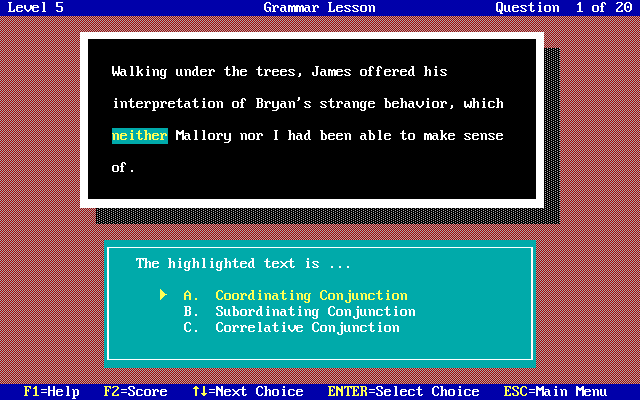 Level 5 Grammar Lesson Question 1 of 20
Walking under the trees, James offered his
interpretation of Bryan's strange behavior, which
neither Mallory nor I had been able to make sense
of.
The highlighted text is ...
A. Coordinating Conjunction
B. Subordinating Conjunction
C. Correlative Conjunction
F1=Help F2=Score ↑↓=Next Choice ENTER=Select Choice ESC=Main Menu